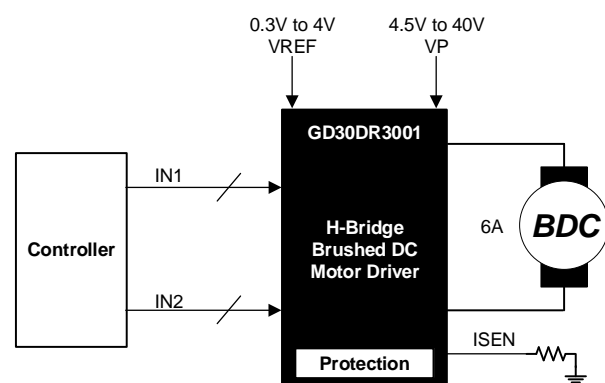 0.3V to 4V
VREF
4.5V to 40V
VP
GD30DR3001
IN1
Controller
H-Bridge
Brushed DC
Motor Driver
6A
BDC
IN2
ISEN
Protection